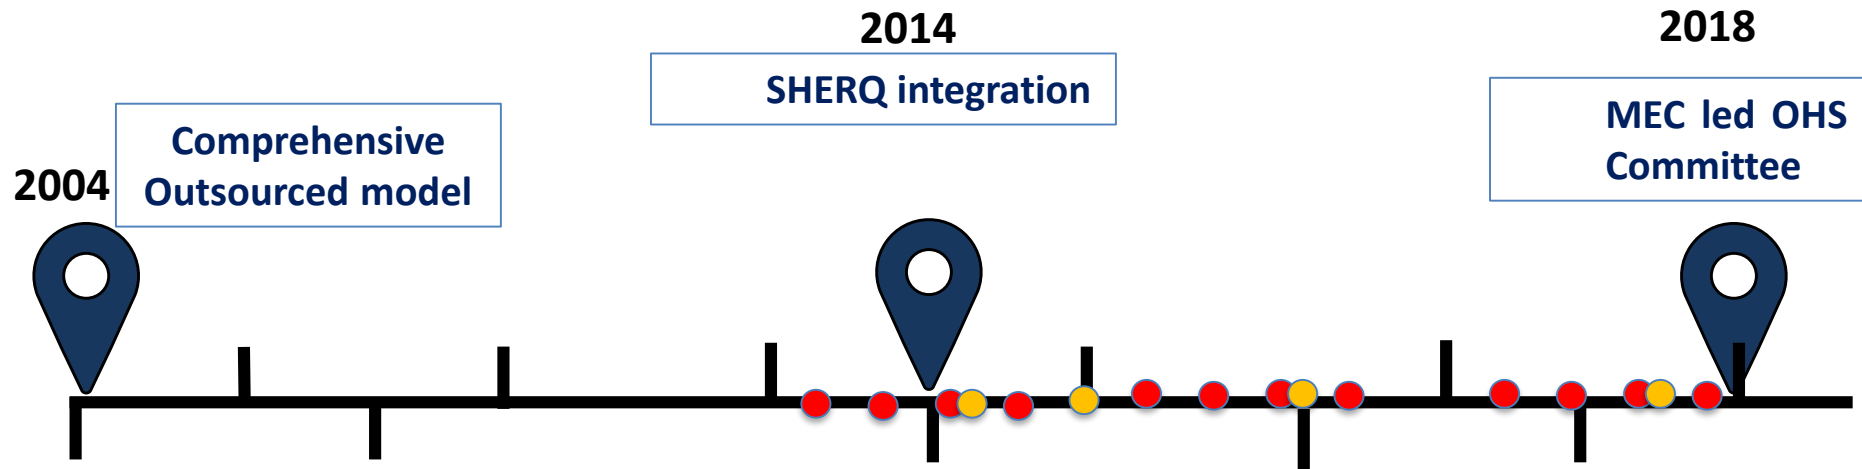 2004
Comprehensive
Outsourced model
2014
SHERQ integration
2018
MEC led OHS
Committee